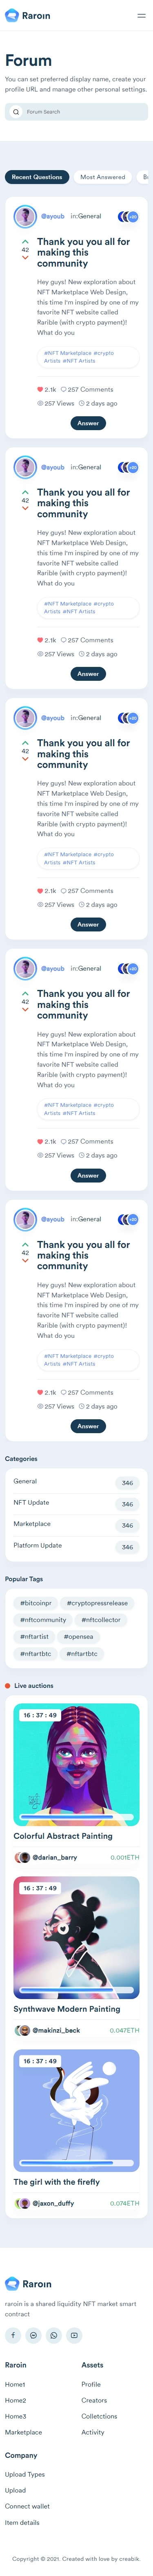 Raroin
Forum
You can set preferred display name, create your
profile URL and manage other personal settings.
Forum Search
Recent Questions
Most Answered
@ayoub in:General +20
Thank you you all for
making this
community
42
Hey guys! New exploration about
NFT Marketplace Web Design,
this time I'm inspired by one of my
favorite NFT website called
Rarible (with crypto payment)!
What do you
#NFT Marketplace #crypto
Artists #NFT Artists
2.1k 257 Comments
257 Views 2 days ago
Answer
@ayoub in:General +20
Thank you you all for
making this
community
42
Hey guys! New exploration about
NFT Marketplace Web Design,
this time I'm inspired by one of my
favorite NFT website called
Rarible (with crypto payment)!
What do you
#NFT Marketplace #crypto
Artists #NFT Artists
2.1k 257 Comments
257 Views 2 days ago
Answer
@ayoub in:General +20
Thank you you all for
making this
community
42
Hey guys! New exploration about
NFT Marketplace Web Design,
this time I'm inspired by one of my
favorite NFT website called
Rarible (with crypto payment)!
What do you
#NFT Marketplace #crypto
Artists #NFT Artists
2.1k 257 Comments
257 Views 2 days ago
Answer
@ayoub in:General +20
Thank you you all for
making this
community
42
Hey guys! New exploration about
NFT Marketplace Web Design,
this time I'm inspired by one of my
favorite NFT website called
Rarible (with crypto payment)!
What do you
#NFT Marketplace #crypto
Artists #NFT Artists
2.1k 257 Comments
257 Views 2 days ago
Answer
@ayoub in:General +20
Thank you you all for
making this
community
42
Hey guys! New exploration about
NFT Marketplace Web Design,
this time I'm inspired by one of my
favorite NFT website called
Rarible (with crypto payment)!
What do you
#NFT Marketplace #crypto
Artists #NFT Artists
2.1k 257 Comments
257 Views 2 days ago
Answer
Categories
General 346
NFT Update 346
Marketplace 346
Platform Update 346
Popular Tags
#bitcoinpr #cryptopressrelease
#nftcommunity #nftcollector
#nftartist #opensea
#nftartbtc #nftartbtc
Live auctions
16 : 37 : 49
Colorful Abstract Painting
@darian_barry 0.001ETH
16 : 37 : 49
Synthwave Modern Painting
@makinzi_beck 0.047ETH
16 : 37 : 49
The girl with the firefly
@jaxon_duffy 0.074ETH
Raroin
raroin is a shared liquidity NFT market smart
contract
Raroin
Home1
Home2
Home3
Marketplace
Assets
Profile
Creators
Colletctions
Activity
Company
Upload Types
Upload
Connect wallet
Item details
Copyright © 2021. Created with love by creabik.